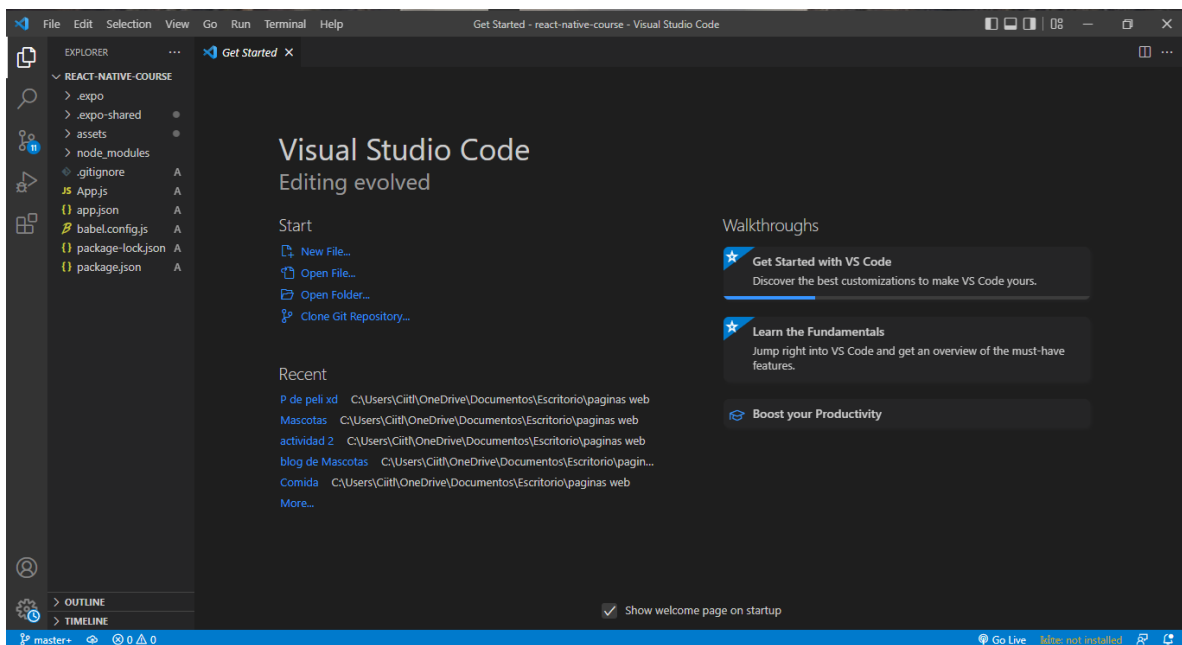 File Edit Selection View Go Run Terminal Help
Get Started - react-native-course - Visual Studio Code
EXPLORER
Get Started
REACT-NATIVE-COURSE
.expo
.expo-shared
assets
node_modules
.gitignore A
JS App.js A
{} app.json A
babel.config.js A
{} package-lock.json A
{} package.json A
11
OUTLINE
TIMELINE
Visual Studio Code
Editing evolved
Start
New File...
Open File...
Open Folder...
Clone Git Repository...
Recent
P de peli xd C:\Users\Ciitl\OneDrive\Documentos\Escritorio\paginas web
Mascotas C:\Users\Ciitl\OneDrive\Documentos\Escritorio\paginas web
actividad 2 C:\Users\Ciitl\OneDrive\Documentos\Escritorio\paginas web
blog de Mascotas C:\Users\Ciitl\OneDrive\Documentos\Escritorio\pagin...
Comida C:\Users\Ciitl\OneDrive\Documentos\Escritorio\paginas web
More...
Walkthroughs
Get Started with VS Code
Discover the best customizations to make VS Code yours.
Learn the Fundamentals
Jump right into VS Code and get an overview of the must-have
features.
Boost your Productivity
Show welcome page on startup
master+ 0 0
Go Live kite: not installed